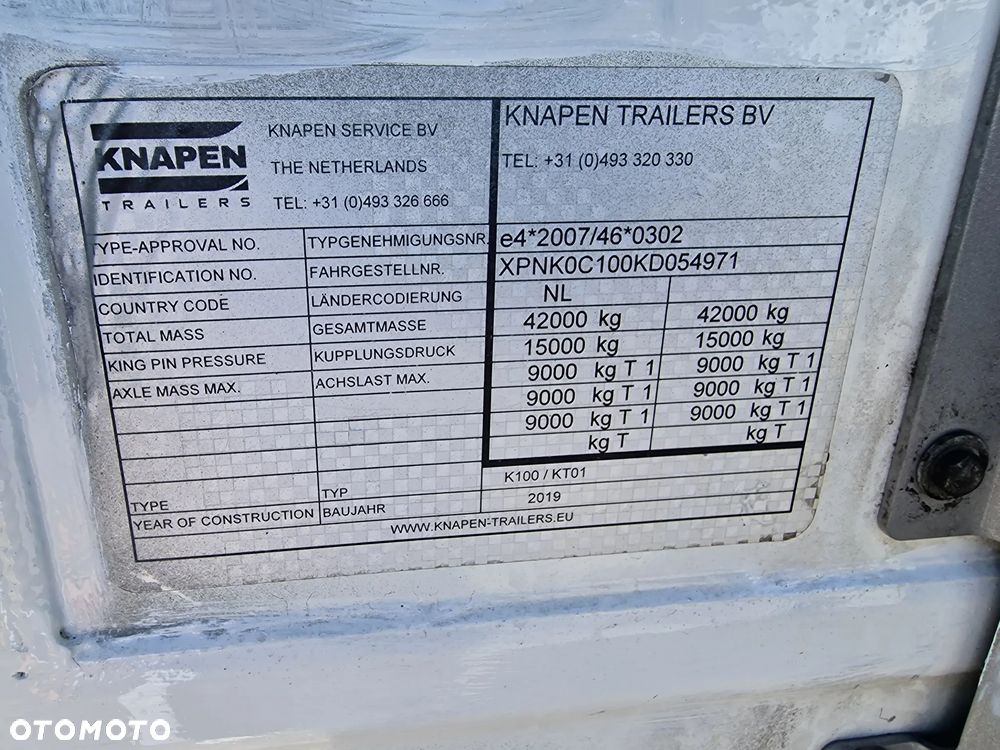 KNAPEN
TRAILERS
KNAPEN SERVICE BV
THE NETHERLANDS
TEL: +31 (0)493 326 666
KNAPEN TRAILERS BV
TEL: +31 (0)493 320 330
TYPE-APPROVAL NO. TYPGENEHMIGUNGSNR. e4*2007/46*0302
IDENTIFICATION NO. FAHRGESTELLNR. XPNK0C100KD054971
COUNTRY CODE LÄNDERCODIERUNG NL
TOTAL MASS GESAMTMASSE 42000 kg 42000 kg
KING PIN PRESSURE KUPPLUNGSDRUCK 15000 kg 15000 kg
AXLE MASS MAX. ACHSLAST MAX. 9000 kg T 1 9000 kg T 1
9000 kg T 1 9000 kg T 1
9000 kg T 1 9000 kg T 1
kg T kg T
TYPE TYP K100 / KT01
YEAR OF CONSTRUCTION BAUJAHR 2019
WWW.KNAPEN-TRAILERS.EU
OTOMOTO